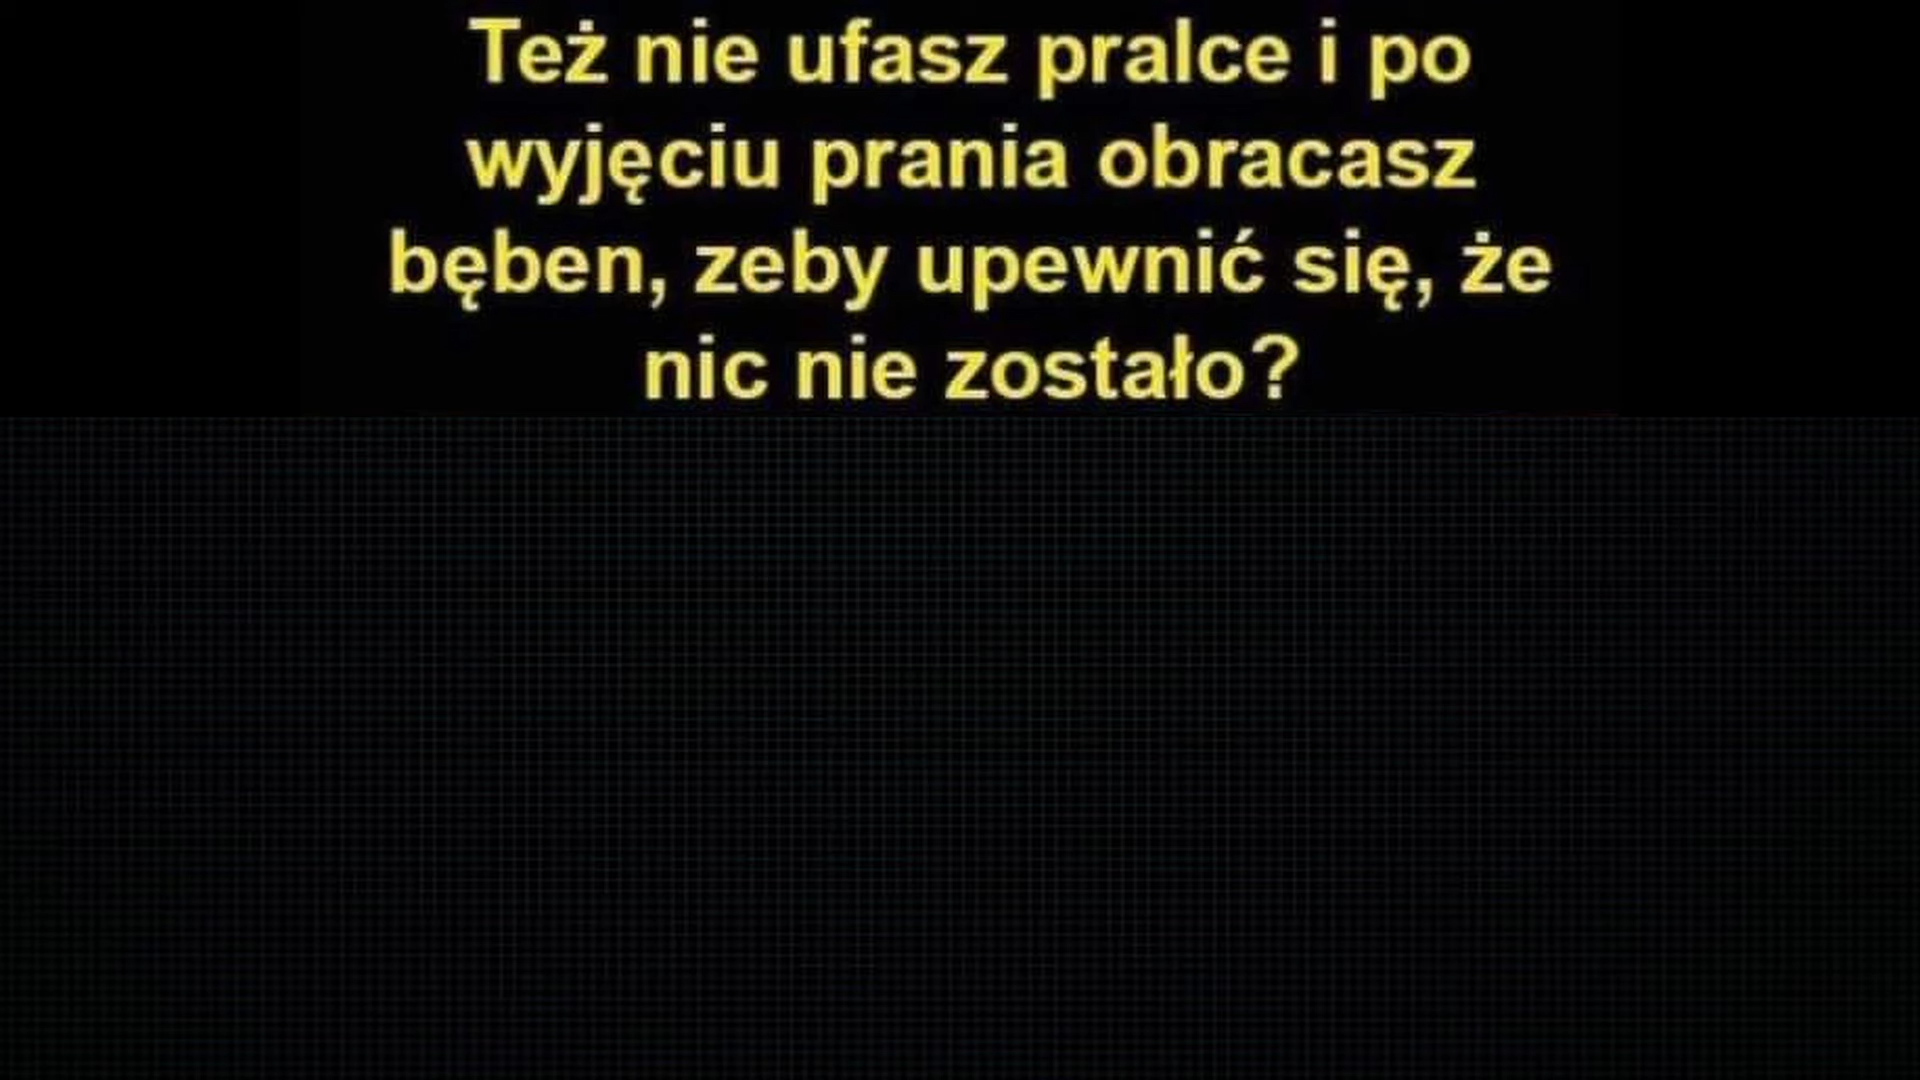 Też nie ufasz pralce i po
wyjęciu prania obracasz
bęben, zeby upewnić się, że
nic nie zostało?